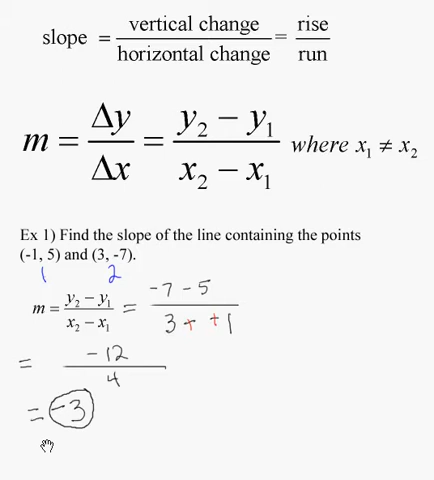 slope = vertical change / horizontal change = rise / run
m = Δy / Δx = y₂ − y₁ / x₂ − x₁ where x₁ ≠ x₂
Ex 1) Find the slope of the line containing the points
(-1, 5) and (3, -7).
1 2
m = y₂ − y₁ / x₂ − x₁ = -7 - 5 / 3 + +1
= -12 / 4
= -3